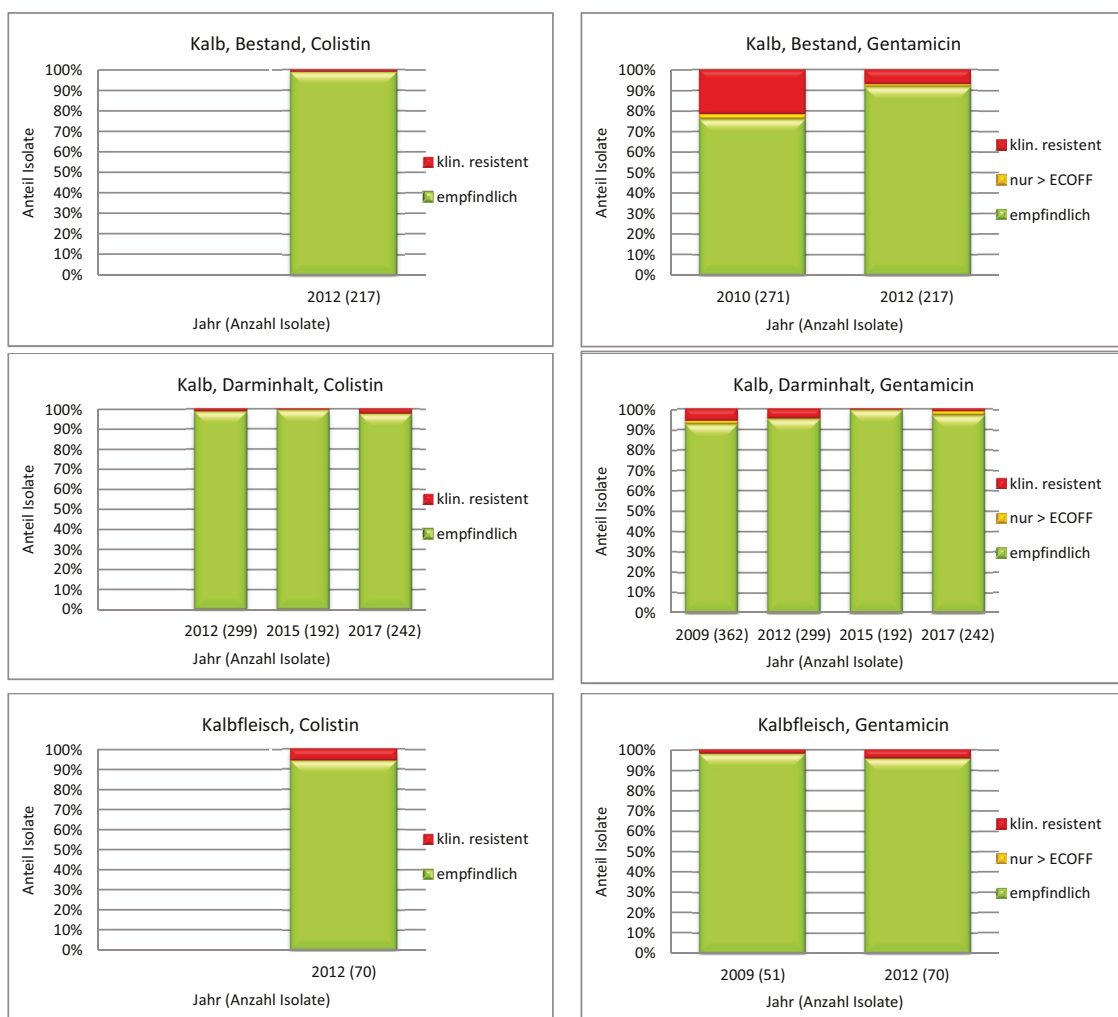 Kalb, Bestand, Colistin
100%
90%
80%
70%
60%
50%
40%
30%
20%
10%
0%
Anteil Isolate
klin. resistent
empfindlich
2012 (217)
Jahr (Anzahl Isolate)
Kalb, Bestand, Gentamicin
100%
90%
80%
70%
60%
50%
40%
30%
20%
10%
0%
Anteil Isolate
klin. resistent
nur > ECOFF
empfindlich
2010 (271) 2012 (217)
Jahr (Anzahl Isolate)
Kalb, Darminhalt, Colistin
100%
90%
80%
70%
60%
50%
40%
30%
20%
10%
0%
Anteil Isolate
klin. resistent
empfindlich
2012 (299) 2015 (192) 2017 (242)
Jahr (Anzahl Isolate)
Kalb, Darminhalt, Gentamicin
100%
90%
80%
70%
60%
50%
40%
30%
20%
10%
0%
Anteil Isolate
klin. resistent
nur > ECOFF
empfindlich
2009 (362) 2012 (299) 2015 (192) 2017 (242)
Jahr (Anzahl Isolate)
Kalbfleisch, Colistin
100%
90%
80%
70%
60%
50%
40%
30%
20%
10%
0%
Anteil Isolate
klin. resistent
empfindlich
2012 (70)
Jahr (Anzahl Isolate)
Kalbfleisch, Gentamicin
100%
90%
80%
70%
60%
50%
40%
30%
20%
10%
0%
Anteil Isolate
klin. resistent
nur > ECOFF
empfindlich
2009 (51) 2012 (70)
Jahr (Anzahl Isolate)